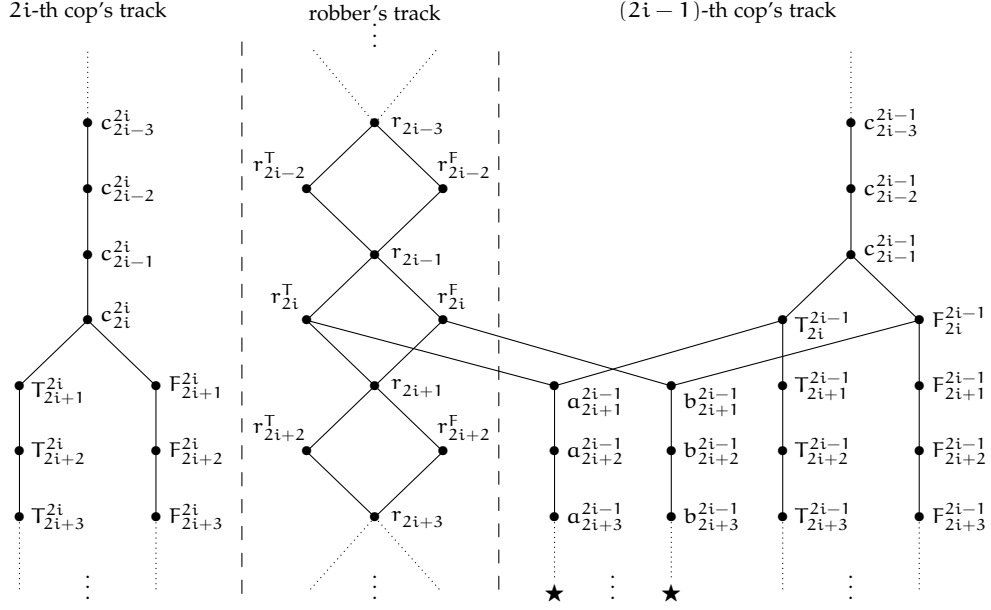 2i-th cop's track robber's track (2i − 1)-th cop's track
c^{2i}_{2i−3} r_{2i−3} c^{2i−1}_{2i−3}
r^T_{2i−2} r^F_{2i−2}
c^{2i}_{2i−2} c^{2i−1}_{2i−2}
c^{2i}_{2i−1} r_{2i−1} c^{2i−1}_{2i−1}
r^T_{2i} r^F_{2i}
c^{2i}_{2i} T^{2i−1}_{2i} F^{2i−1}_{2i}
T^{2i}_{2i+1} F^{2i}_{2i+1} r_{2i+1} a^{2i−1}_{2i+1} b^{2i−1}_{2i+1} T^{2i−1}_{2i+1} F^{2i−1}_{2i+1}
r^T_{2i+2} r^F_{2i+2}
T^{2i}_{2i+2} F^{2i}_{2i+2} a^{2i−1}_{2i+2} b^{2i−1}_{2i+2} T^{2i−1}_{2i+2} F^{2i−1}_{2i+2}
T^{2i}_{2i+3} F^{2i}_{2i+3} r_{2i+3} a^{2i−1}_{2i+3} b^{2i−1}_{2i+3} T^{2i−1}_{2i+3} F^{2i−1}_{2i+3}